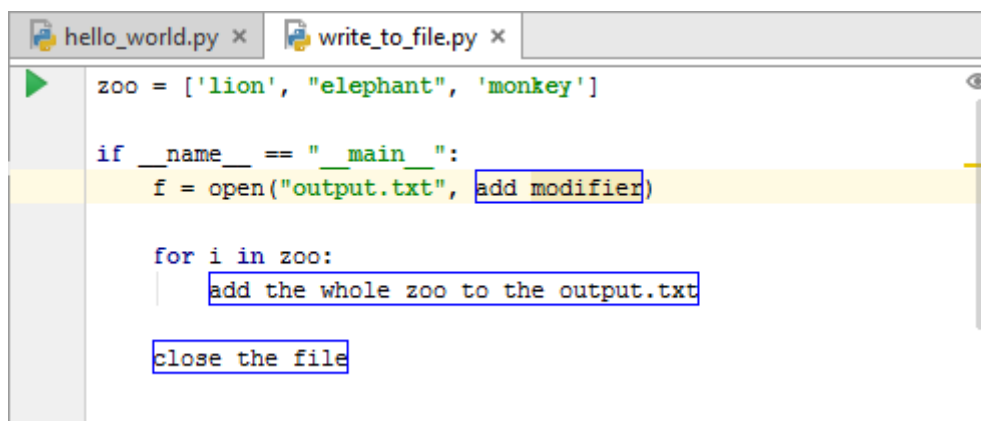 hello_world.py × write_to_file.py ×
zoo = ['lion', "elephant", 'monkey']
if __name__ == "__main__":
f = open("output.txt", add modifier)
for i in zoo:
add the whole zoo to the output.txt
close the file